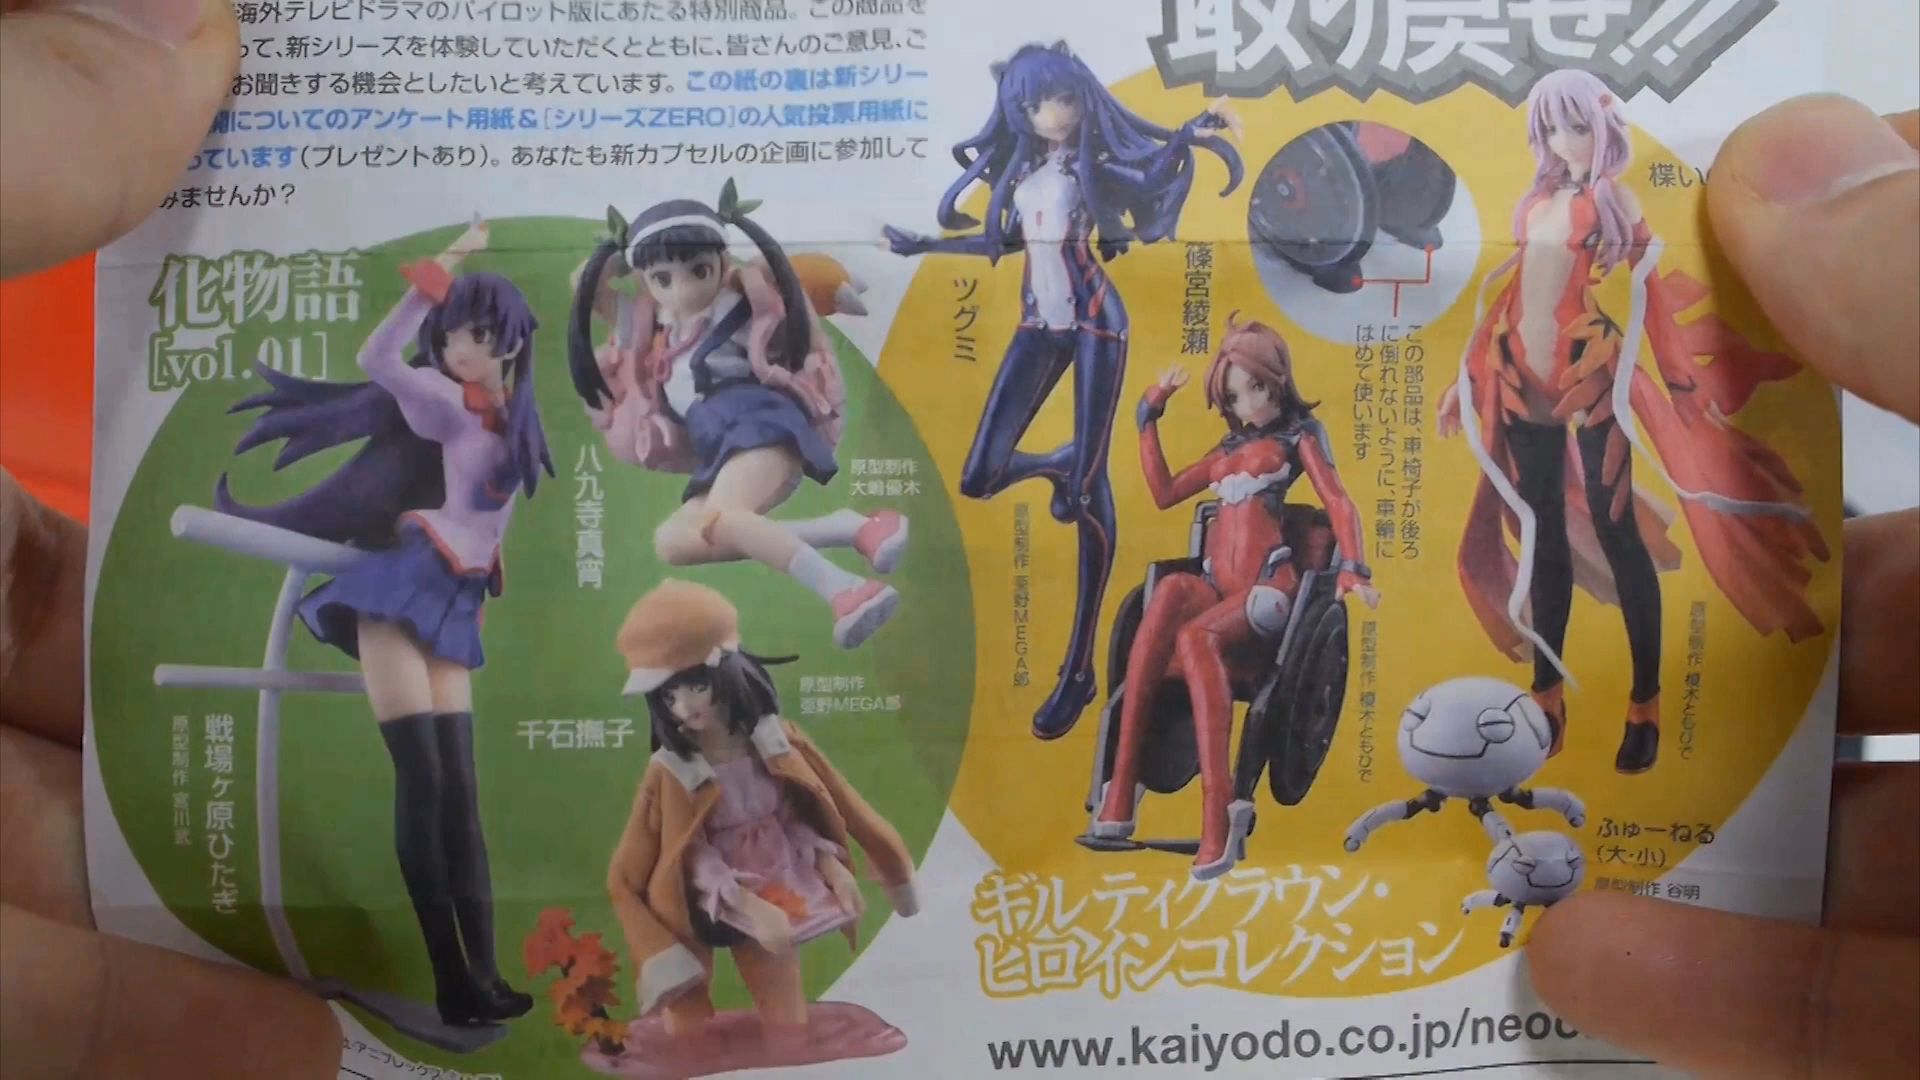 海外テレビドラマのパイロット版にあたる特別商品。この商品を
って、新シリーズを体験していただくとともに、皆さんのご意見、ご
お聞きする機会としたいと考えています。この紙の裏は新シリー
についてのアンケート用紙＆[シリーズZERO]の人気投票用紙に
っています(プレゼントあり)。あなたも新カプセルの企画に参加して
みませんか?
取り戻せ!!
化物語
[vol.01]
八九寺真宵
原型制作
大嶋優木
戦場ヶ原ひたぎ
原型制作 宮川武
千石撫子
原型制作
亜野MEGA郎
ツグミ
原型制作 亜野MEGA郎
篠宮綾瀬
原型制作 榎木ともひで
この部品は、車椅子が後ろ
に倒れないように、車輪に
はめて使います
楪い
原型制作 榎木ともひで
ふゅーねる
(大・小)
原型制作 谷明
ギルティクラウン・
ヒロインコレクション
www.kaiyodo.co.jp/neoc
アニプレックス